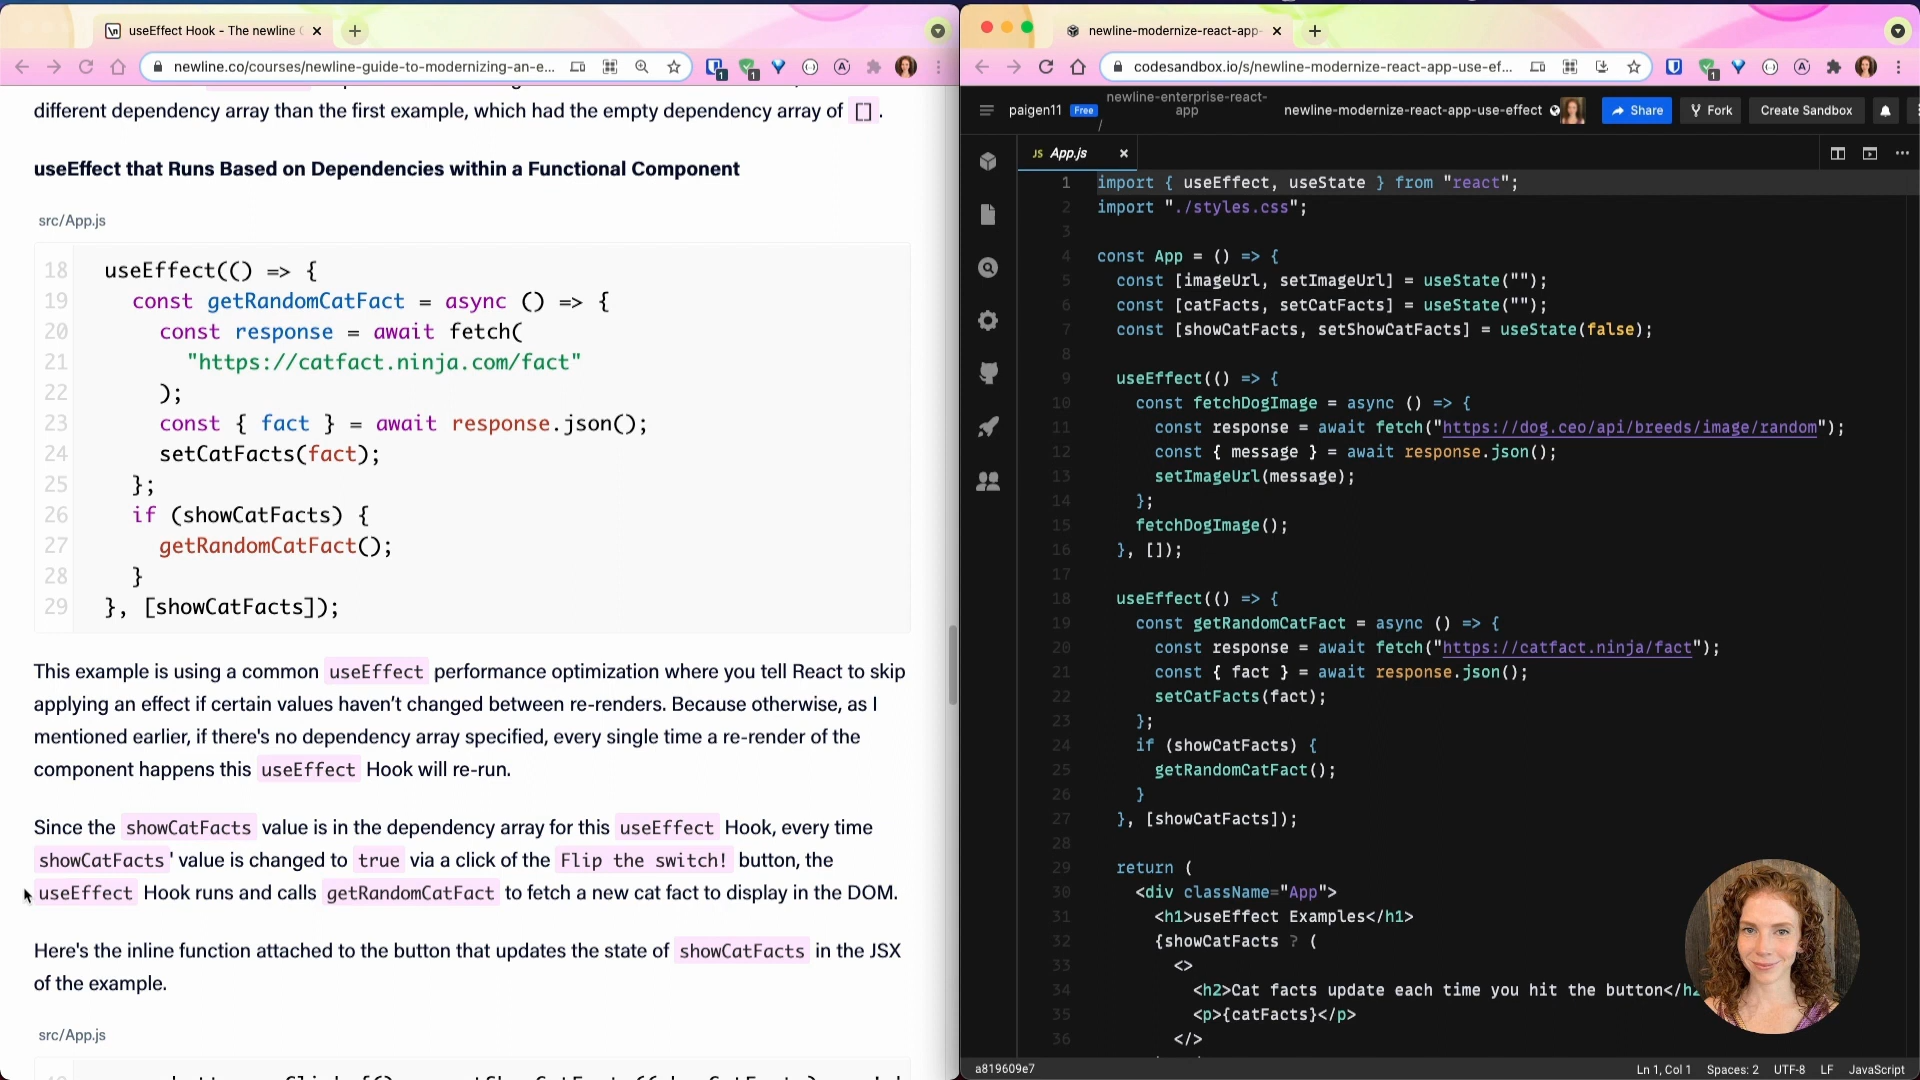 useEffect Hook - The newline
newline.co/courses/newline-guide-to-modernizing-an-e...
different dependency array than the first example, which had the empty dependency array of [] .
useEffect that Runs Based on Dependencies within a Functional Component
src/App.js
18 useEffect(() => {
19 const getRandomCatFact = async () => {
20 const response = await fetch(
21 "https://catfact.ninja.com/fact"
22 );
23 const { fact } = await response.json();
24 setCatFacts(fact);
25 };
26 if (showCatFacts) {
27 getRandomCatFact();
28 }
29 }, [showCatFacts]);
This example is using a common useEffect performance optimization where you tell React to skip
applying an effect if certain values haven’t changed between re-renders. Because otherwise, as I
mentioned earlier, if there's no dependency array specified, every single time a re-render of the
component happens this useEffect Hook will re-run.
Since the showCatFacts value is in the dependency array for this useEffect Hook, every time
showCatFacts' value is changed to true via a click of the Flip the switch! button, the
useEffect Hook runs and calls getRandomCatFact to fetch a new cat fact to display in the DOM.
Here's the inline function attached to the button that updates the state of showCatFacts in the JSX
of the example.
src/App.js
newline-modernize-react-app-
codesandbox.io/s/newline-modernize-react-app-use-ef...
paigen11 Free newline-enterprise-react-
app
/
newline-modernize-react-app-use-effect
Share Fork Create Sandbox
JS App.js
1 import { useEffect, useState } from "react";
2 import "./styles.css";
3
4 const App = () => {
5 const [imageUrl, setImageUrl] = useState("");
6 const [catFacts, setCatFacts] = useState("");
7 const [showCatFacts, setShowCatFacts] = useState(false);
8
9 useEffect(() => {
10 const fetchDogImage = async () => {
11 const response = await fetch("https://dog.ceo/api/breeds/image/random");
12 const { message } = await response.json();
13 setImageUrl(message);
14 };
15 fetchDogImage();
16 }, []);
17
18 useEffect(() => {
19 const getRandomCatFact = async () => {
20 const response = await fetch("https://catfact.ninja/fact");
21 const { fact } = await response.json();
22 setCatFacts(fact);
23 };
24 if (showCatFacts) {
25 getRandomCatFact();
26 }
27 }, [showCatFacts]);
28
29 return (
30 <div className="App">
31 <h1>useEffect Examples</h1>
32 {showCatFacts ? (
33 <>
34 <h2>Cat facts update each time you hit the button</h2
35 <p>{catFacts}</p>
36 </>
a819609e7
Ln 1, Col 1 Spaces: 2 UTF-8 LF JavaScript